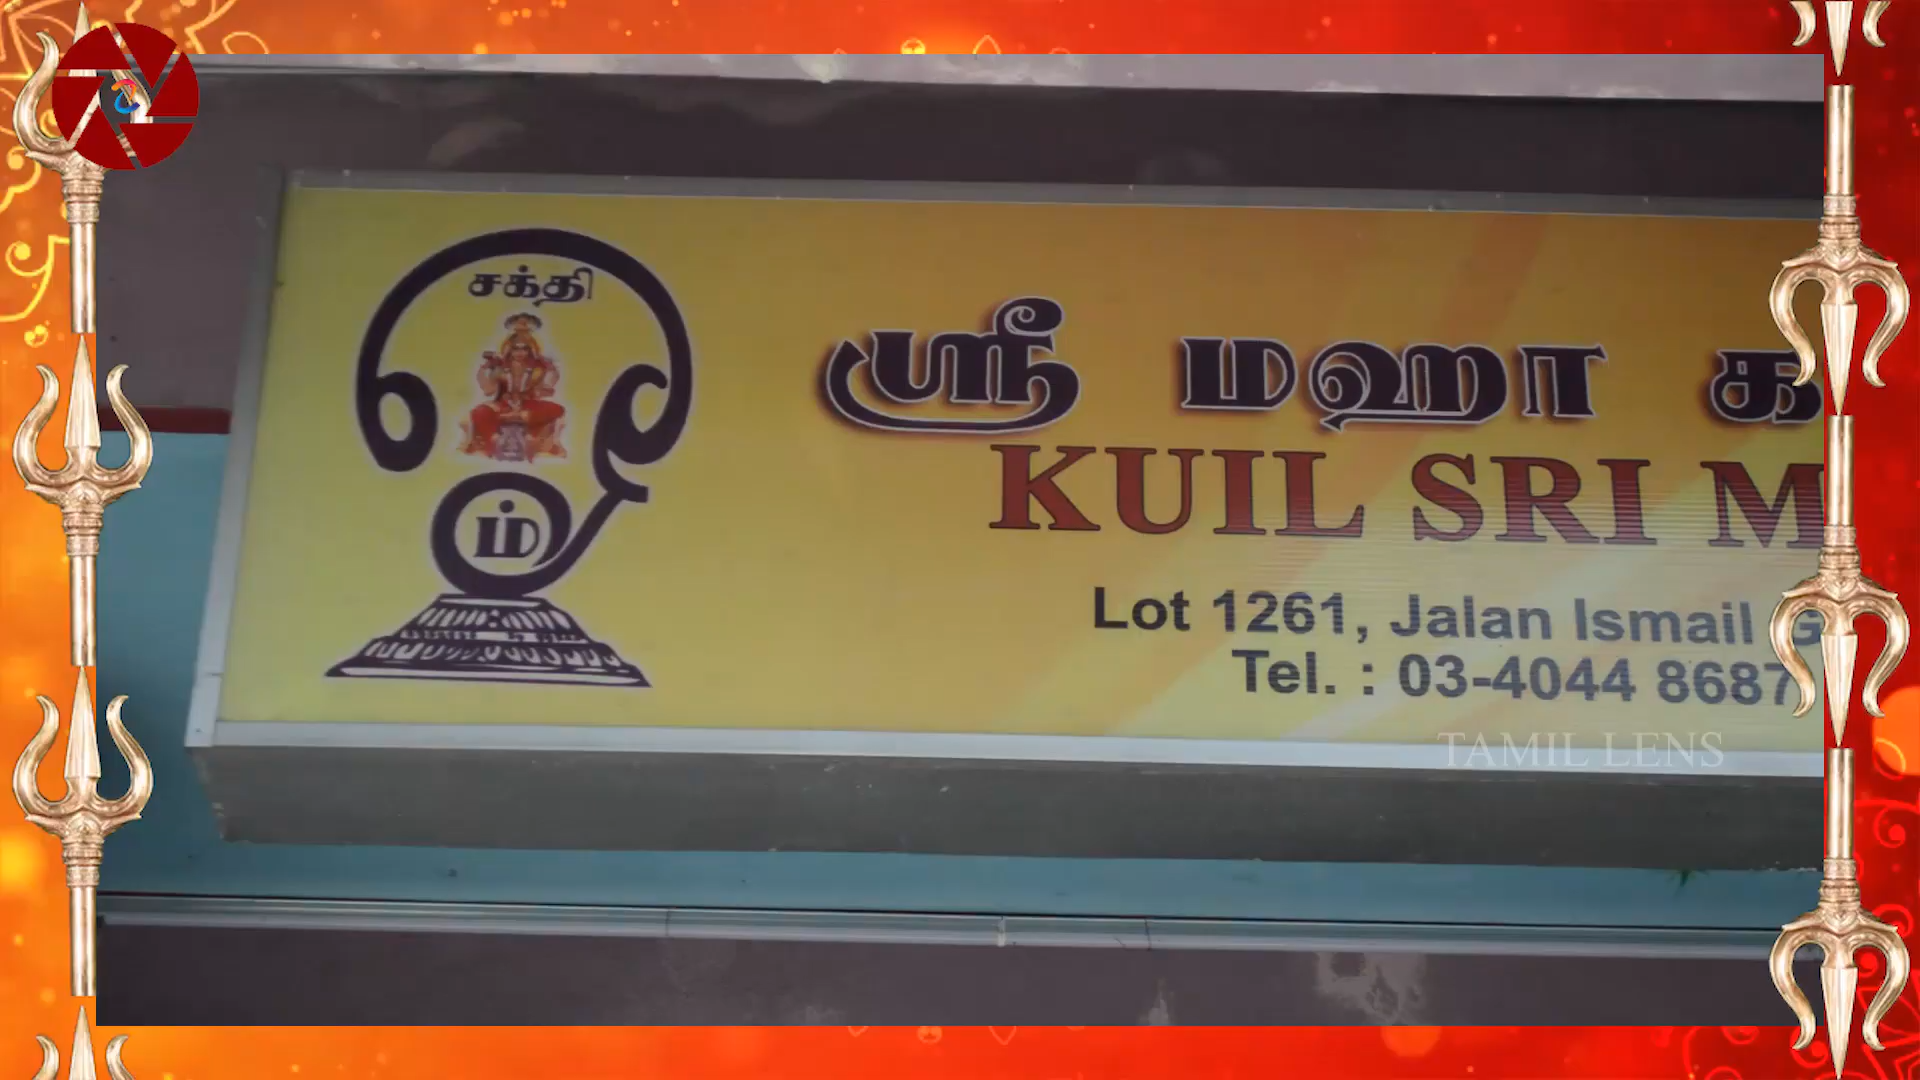 சக்தி
ம்
ஸ்ரீ மஹா க
KUIL SRI M
Lot 1261, Jalan Ismail G
Tel. : 03-4044 8687
TAMIL LENS